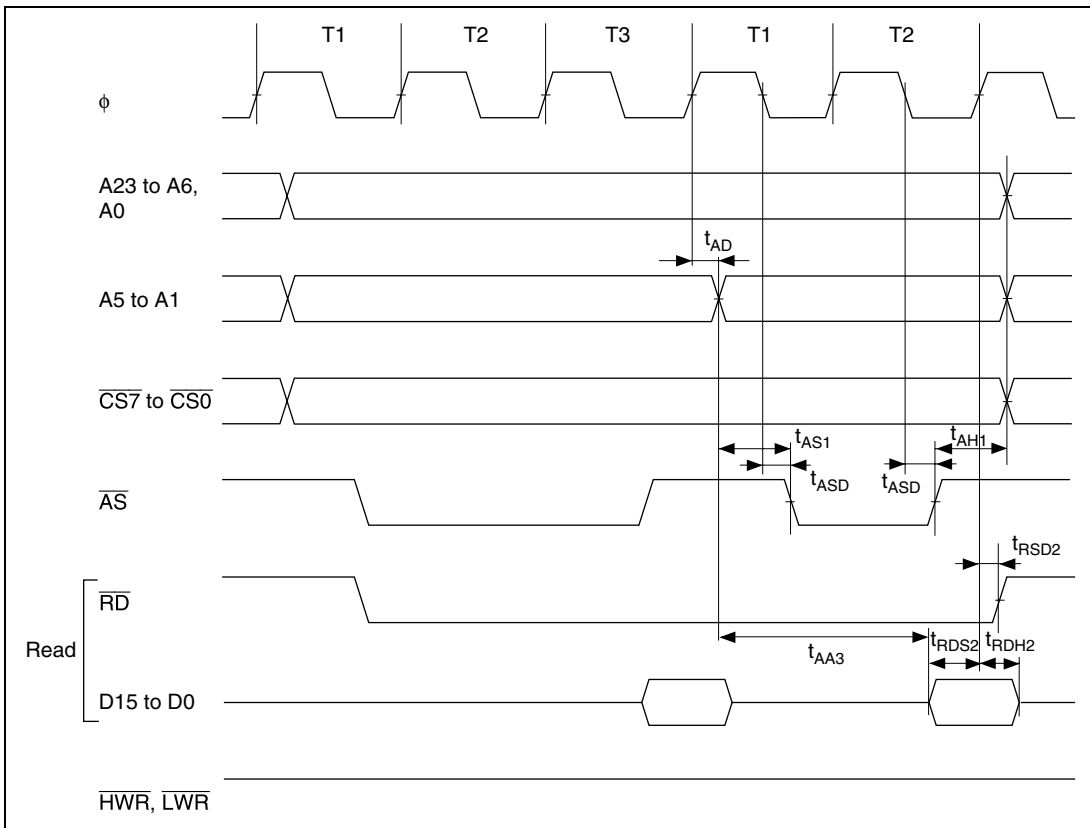 T1 T2 T3 T1 T2
ϕ
A23 to A6,
A0
tAD
A5 to A1
CS7 to CS0
tAS1 tAH1
tASD tASD
AS
tRSD2
RD
Read
tAA3 tRDS2 tRDH2
D15 to D0
HWR, LWR